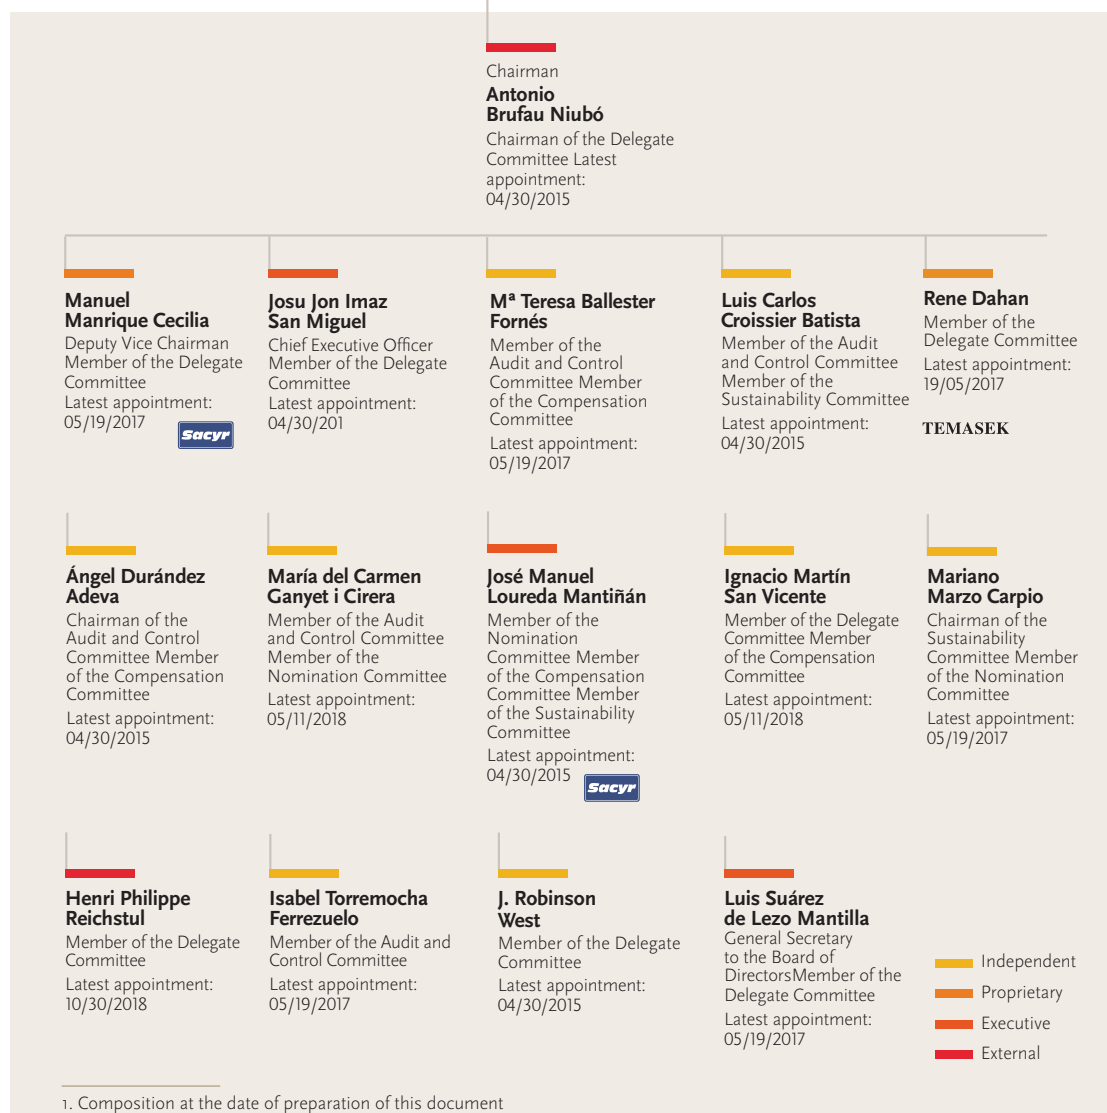 Chairman
Antonio
Brufau Niubó
Chairman of the Delegate
Committee Latest
appointment:
04/30/2015
Manuel
Manrique Cecilia
Deputy Vice Chairman
Member of the Delegate
Committee
Latest appointment:
05/19/2017
Sacyr
Josu Jon Imaz
San Miguel
Chief Executive Officer
Member of the Delegate
Committee
Latest appointment:
04/30/201
Mª Teresa Ballester
Fornés
Member of the
Audit and Control
Committee Member
of the Compensation
Committee
Latest appointment:
05/19/2017
Luis Carlos
Croissier Batista
Member of the Audit
and Control Committee
Member of the
Sustainability Committee
Latest appointment:
04/30/2015
Rene Dahan
Member of the
Delegate Committee
Latest appointment:
19/05/2017
TEMASEK
Ángel Durández
Adeva
Chairman of the
Audit and Control
Committee Member
of the Compensation
Committee
Latest appointment:
04/30/2015
María del Carmen
Ganyet i Cirera
Member of the Audit
and Control Committee
Member of the
Nomination Committee
Latest appointment:
05/11/2018
José Manuel
Loureda Mantiñán
Member of the
Nomination
Committee Member
of the Compensation
Committee Member
of the Sustainability
Committee
Latest appointment:
04/30/2015
Sacyr
Ignacio Martín
San Vicente
Member of the Delegate
Committee Member
of the Compensation
Committee
Latest appointment:
05/11/2018
Mariano
Marzo Carpio
Chairman of the
Sustainability
Committee Member
of the Nomination
Committee
Latest appointment:
05/19/2017
Henri Philippe
Reichstul
Member of the Delegate
Committee
Latest appointment:
10/30/2018
Isabel Torremocha
Ferrezuelo
Member of the Audit and
Control Committee
Latest appointment:
05/19/2017
J. Robinson
West
Member of the Delegate
Committee
Latest appointment:
04/30/2015
Luis Suárez
de Lezo Mantilla
General Secretary
to the Board of
DirectorsMember of the
Delegate Committee
Latest appointment:
05/19/2017
Independent
Proprietary
Executive
External
1. Composition at the date of preparation of this document